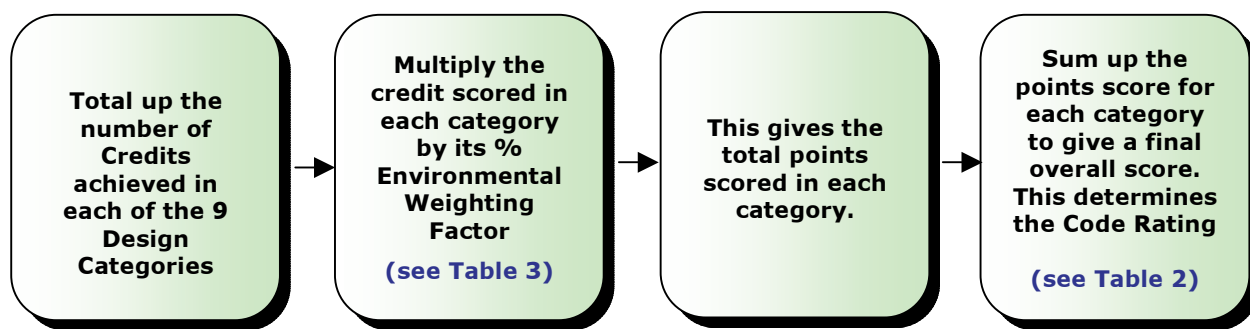 Total up the
number of
Credits
achieved in
each of the 9
Design
Categories
Multiply the
credit scored in
each category
by its %
Environmental
Weighting
Factor
(see Table 3)
This gives the
total points
scored in each
category.
Sum up the
points score for
each category
to give a final
overall score.
This determines
the Code Rating
(see Table 2)